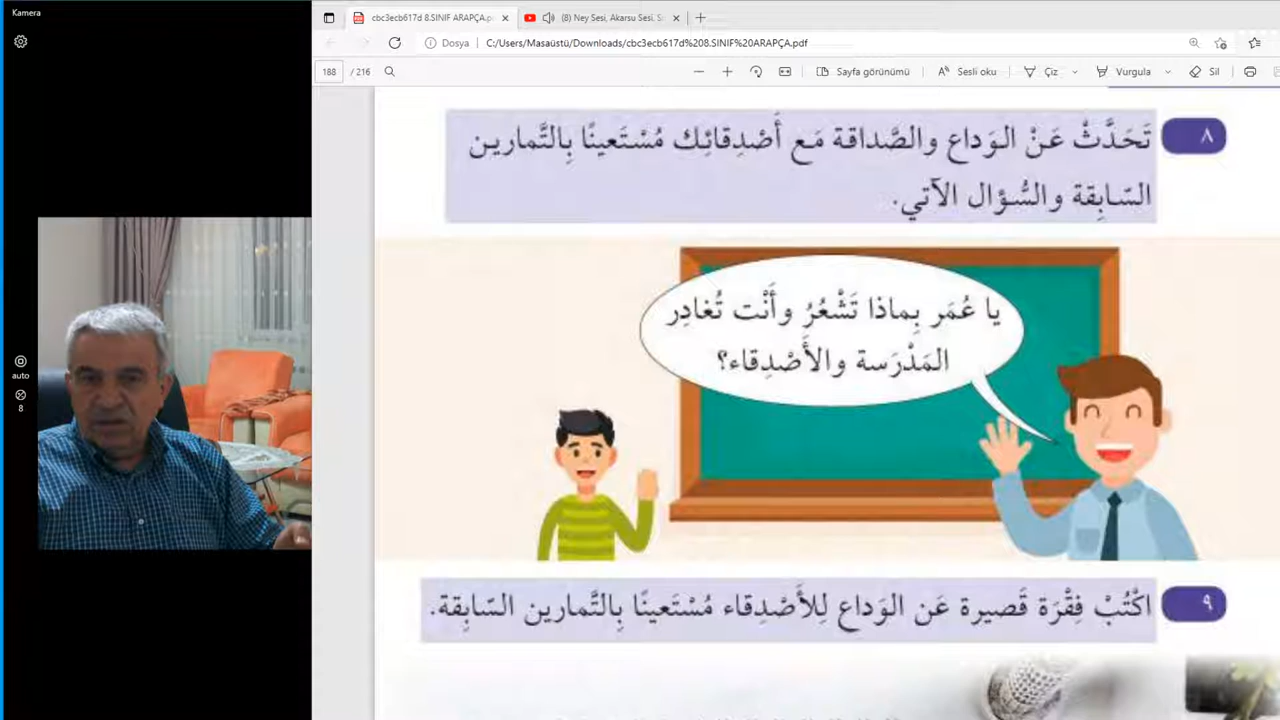 Kamera
cbc3ecb617d 8.SINIF ARAPÇA.p
(8) Ney Sesi, Akarsu Sesi, S
Dosya
C:/Users/Masaüstü/Downloads/cbc3ecb617d%208.SINIF%20ARAPÇA.pdf
188 / 216
Sayfa görünümü
Sesli oku
Çiz
Vurgula
Sil
auto
8
٨
تَحَدَّثْ عَنْ الوَداع والصَّداقة مَع أَصْدِقائِك مُسْتَعينًا بِالتَّمارين
السّابِقة والسُّؤال الآتي.
يا عُمَر بِماذا تَشْعُرُ وأَنْت تُغادِر
المَدْرَسة والأَصْدِقاء؟
٩
اكْتُبْ فِقْرَة قَصيرة عَن الوَداع لِلأَصْدِقاء مُسْتَعينًا بِالتَّمارين السّابِقة.